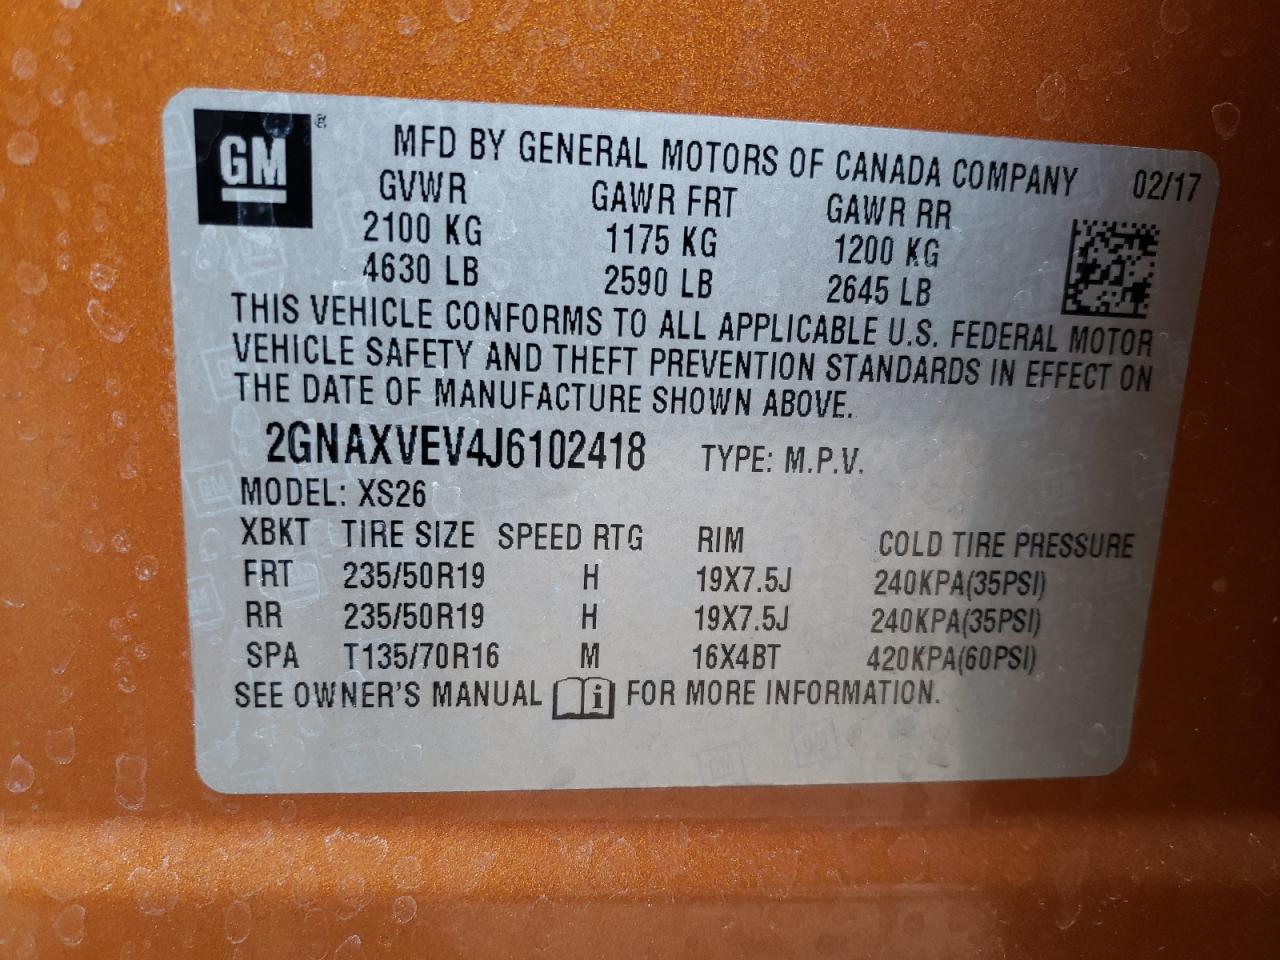 GM®
MFD BY GENERAL MOTORS OF CANADA COMPANY 02/17
GVWR GAWR FRT GAWR RR
2100 KG 1175 KG 1200 KG
4630 LB 2590 LB 2645 LB
THIS VEHICLE CONFORMS TO ALL APPLICABLE U.S. FEDERAL MOTOR
VEHICLE SAFETY AND THEFT PREVENTION STANDARDS IN EFFECT ON
THE DATE OF MANUFACTURE SHOWN ABOVE.
2GNAXVEV4J6102418 TYPE: M.P.V.
MODEL: XS26
XBKT TIRE SIZE SPEED RTG RIM COLD TIRE PRESSURE
FRT 235/50R19 H 19X7.5J 240KPA(35PSI)
RR 235/50R19 H 19X7.5J 240KPA(35PSI)
SPA T135/70R16 M 16X4BT 420KPA(60PSI)
SEE OWNER'S MANUAL i FOR MORE INFORMATION.